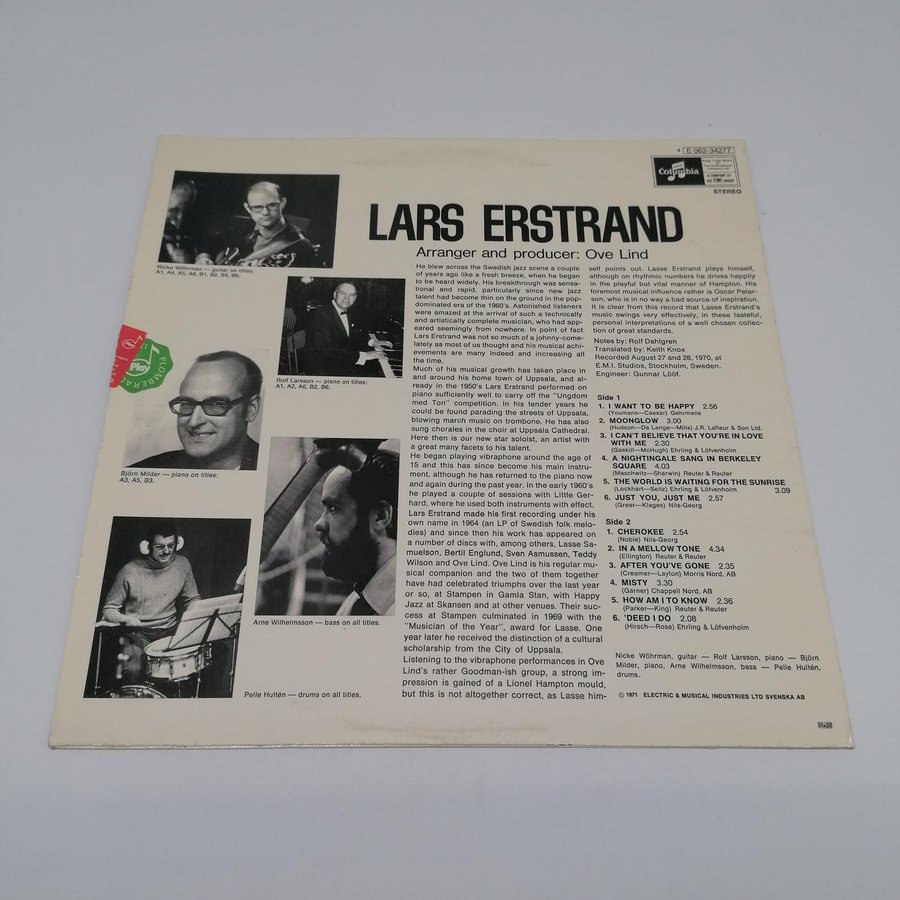 4 E 062-34277
Columbia
A COMPANY OF
THE EMI GROUP
STEREO
LARS ERSTRAND
Arranger and producer: Ove Lind
Nicke Wöhrman — guitar on titles:
A1, A4, A5, A6, B1, B2, B4, B6.
Rolf Larsson — piano on titles:
A1, A2, A6, B2, B6.
Play
PLOMBERAD
Björn Milder — piano on titles:
A3, A5, B3.
Arne Wilhelmsson — bass on all titles.
Pelle Hultén — drums on all titles.
He blew across the Swedish jazz scene a couple
of years ago like a fresh breeze, when he began
to be heard widely. His breakthrough was sensa-
tional and rapid, particularly since new jazz
talent had become thin on the ground in the pop-
dominated era of the 1960's. Astonished listeners
were amazed at the arrival of such a technically
and artistically complete musician, who had app-
eared seemingly from nowhere. In point of fact
Lars Erstrand was not so much of a johnny-come-
lately as most of us thought and his musical achi-
evements are many indeed and increasing all
the time.
Much of his musical growth has taken place in
and around his home town of Uppsala, and al-
ready in the 1950's Lars Erstrand performed on
piano sufficiently well to carry off the "Ungdom
med Ton" competition. In his tender years he
could be found parading the streets of Uppsala,
blowing march music on trombone. He has also
sung chorales in the choir at Uppsala Cathedral.
Here then is our new star soloist, an artist with
a great many facets to his talent.
He began playing vibraphone around the age of
15 and this has since become his main instru-
ment, although he has returned to the piano now
and again during the past year. In the early 1960's
he played a couple of sessions with Little Ger-
hard, where he used both instruments with effect.
Lars Erstrand made his first recording under his
own name in 1964 (an LP of Swedish folk melo-
dies) and since then his work has appeared on
a number of discs with, among others, Lasse Sa-
muelson, Bertil Englund, Sven Asmussen, Teddy
Wilson and Ove Lind. Ove Lind is his regular mu-
sical companion and the two of them together
have had celebrated triumphs over the last year
or so, at Stampen in Gamla Stan, with Happy
Jazz at Skansen and at other venues. Their suc-
cess at Stampen culminated in 1969 with the
"Musician of the Year", award for Lasse. One
year later he received the distinction of a cultural
scholarship from the City of Uppsala.
Listening to the vibraphone performances in Ove
Lind's rather Goodman-ish group, a strong im-
pression is gained of a Lionel Hampton mould,
but this is not altogether correct, as Lasse him-
self points out. Lasse Erstrand plays himself,
although on rhythmic numbers he drives happily
in the playful but vital manner of Hampton. His
foremost musical influence rather is Oscar Peter-
son, who is in no way a bad source of inspiration.
It is clear from this record that Lasse Erstrand's
music swings very effectively, in these tasteful,
personal interpretations of a well chosen collec-
tion of great standards.
Notes by: Rolf Dahlgren
Translated by: Keith Knox
Recorded August 27 and 28, 1970, at
E.M.I. Studios, Stockholm, Sweden.
Engineer: Gunnar Lööf.
Side 1
1. I WANT TO BE HAPPY 2.56
(Youmans—Caesar) Gehrmans
2. MOONGLOW 3.00
(Hudson—De Lange—Mills) J.R. Lafleur & Son Ltd.
3. I CAN'T BELIEVE THAT YOU'RE IN LOVE
WITH ME 2.30
(Gaskill—McHugh) Ehrling & Löfvenholm
4. A NIGHTINGALE SANG IN BERKELEY
SQUARE 4.03
(Maschwitz—Sherwin) Reuter & Reuter
5. THE WORLD IS WAITING FOR THE SUNRISE
(Lockhart—Seitz) Ehrling & Löfvenholm 3.09
6. JUST YOU, JUST ME 2.57
(Greer—Klages) Nils-Georg
Side 2
1. CHEROKEE 2.54
(Noble) Nils-Georg
2. IN A MELLOW TONE 4.34
(Ellington) Reuter & Reuter
3. AFTER YOU'VE GONE 2.35
(Creamer—Layton) Morris Nord. AB
4. MISTY 3.30
(Garner) Chappell Nord. AB
5. HOW AM I TO KNOW 2.36
(Parker—King) Reuter & Reuter
6. 'DEED I DO 2.08
(Hirsch—Rose) Ehrling & Löfvenholm
Nicke Wöhrman, guitar — Rolf Larsson, piano — Björn
Milder, piano, Arne Wilhelmsson, bass — Pelle Hultén,
drums.
© 1971 ELECTRIC & MUSICAL INDUSTRIES LTD SVENSKA AB